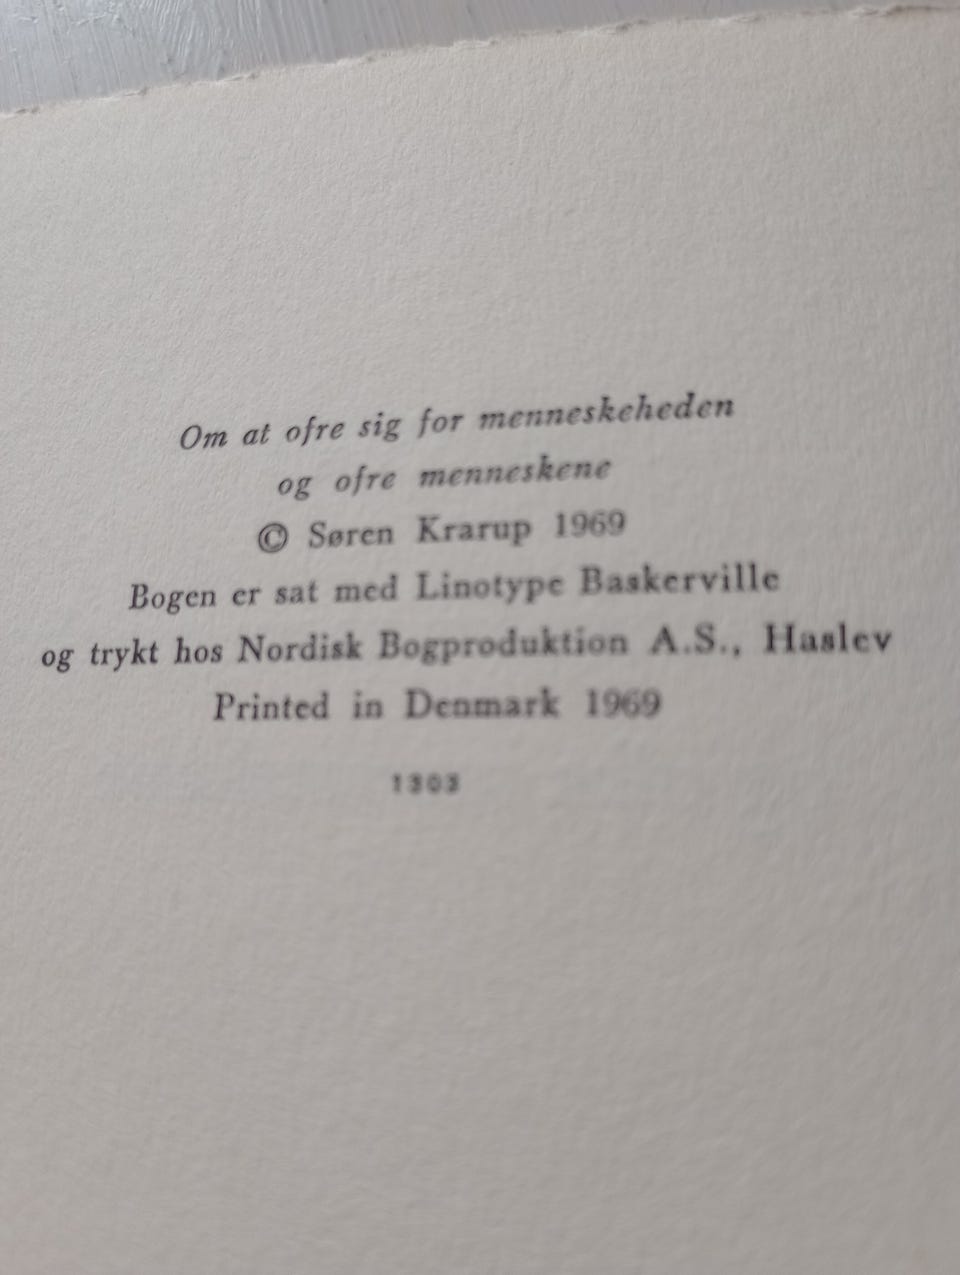 Om at ofre sig for menneskeheden
og ofre menneskene
© Søren Krarup 1969
Bogen er sat med Linotype Baskerville
og trykt hos Nordisk Bogproduktion A.S., Haslev
Printed in Denmark 1969
1303